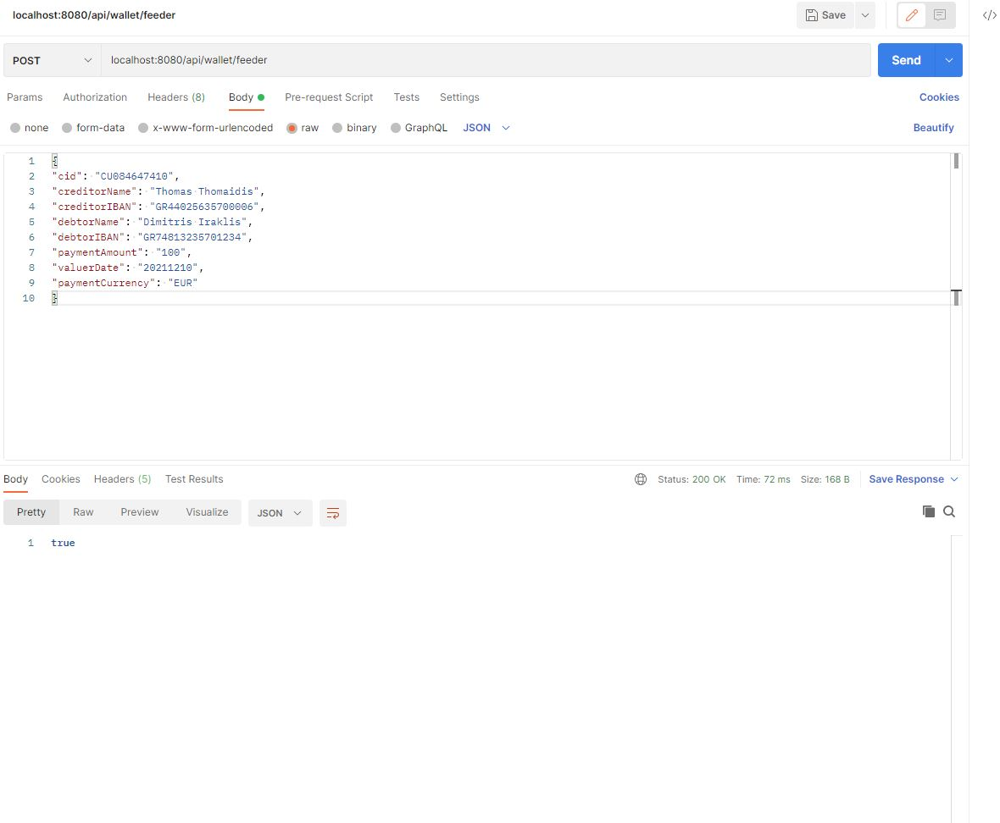 localhost:8080/api/wallet/feeder
Save
</>
POST
localhost:8080/api/wallet/feeder
Send
Params Authorization Headers (8) Body Pre-request Script Tests Settings Cookies
none form-data x-www-form-urlencoded raw binary GraphQL JSON Beautify
1 {
2 "cid": "CU084647410",
3 "creditorName": "Thomas Thomaidis",
4 "creditorIBAN": "GR44025635700006",
5 "debtorName": "Dimitris Iraklis",
6 "debtorIBAN": "GR74813235701234",
7 "paymentAmount": "100",
8 "valuerDate": "20211210",
9 "paymentCurrency": "EUR"
10 }
Body Cookies Headers (5) Test Results Status: 200 OK Time: 72 ms Size: 168 B Save Response
Pretty Raw Preview Visualize JSON
1 true